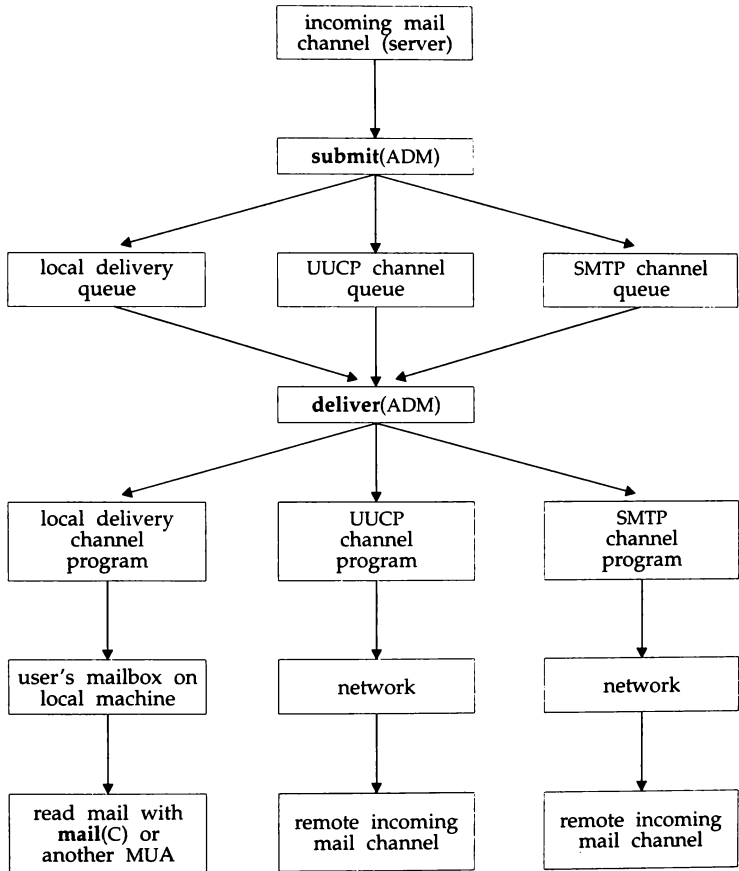 incoming mail
channel (server)
submit(ADM)
local delivery
queue
UUCP channel
queue
SMTP channel
queue
deliver(ADM)
local delivery
channel
program
UUCP
channel
program
SMTP
channel
program
user's mailbox on
local machine
network
network
read mail with
mail(C) or
another MUA
remote incoming
mail channel
remote incoming
mail channel